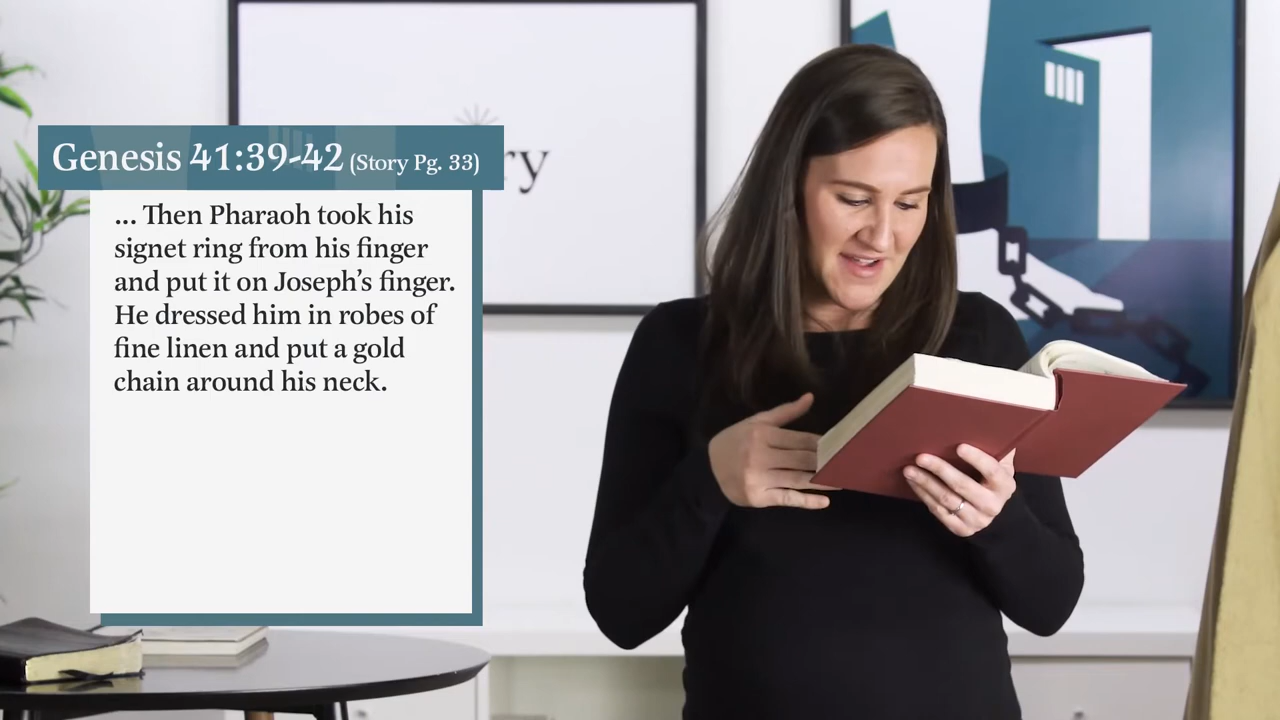 Genesis 41:39-42 (Story Pg. 33)
ry
... Then Pharaoh took his
signet ring from his finger
and put it on Joseph's finger.
He dressed him in robes of
fine linen and put a gold
chain around his neck.